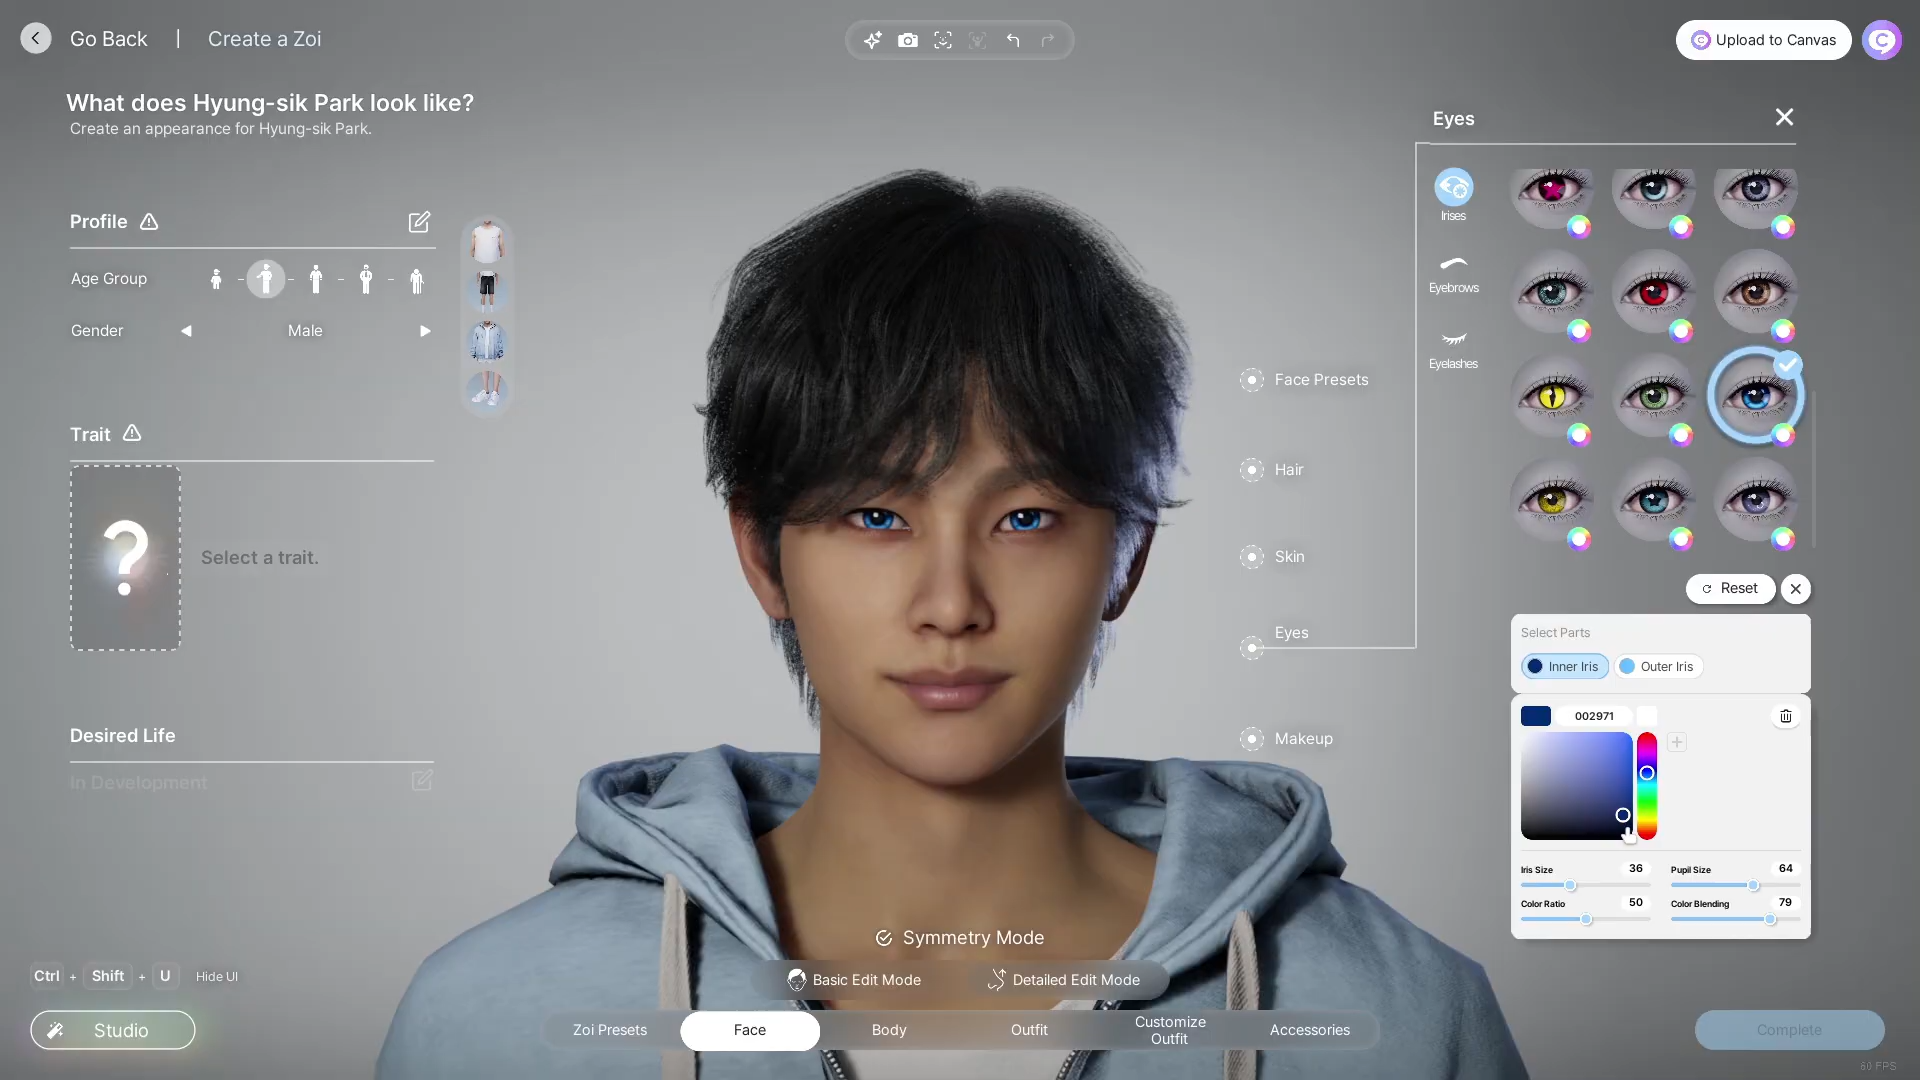 Go Back | Create a Zoi
Upload to Canvas
What does Hyung-sik Park look like?
Create an appearance for Hyung-sik Park.
Profile
Age Group
Gender
Male
Trait
?
Select a trait.
Desired Life
In Development
Ctrl + Shift + U Hide UI
Studio
Face Presets
Hair
Skin
Eyes
Makeup
Eyes
Irises
Eyebrows
Eyelashes
Reset
Select Parts
Inner Iris
Outer Iris
002971
Iris Size 36
Pupil Size 64
Color Ratio 50
Color Blending 79
Symmetry Mode
Basic Edit Mode
Detailed Edit Mode
Zoi Presets
Face
Body
Outfit
Customize
Outfit
Accessories
Complete
60 FPS